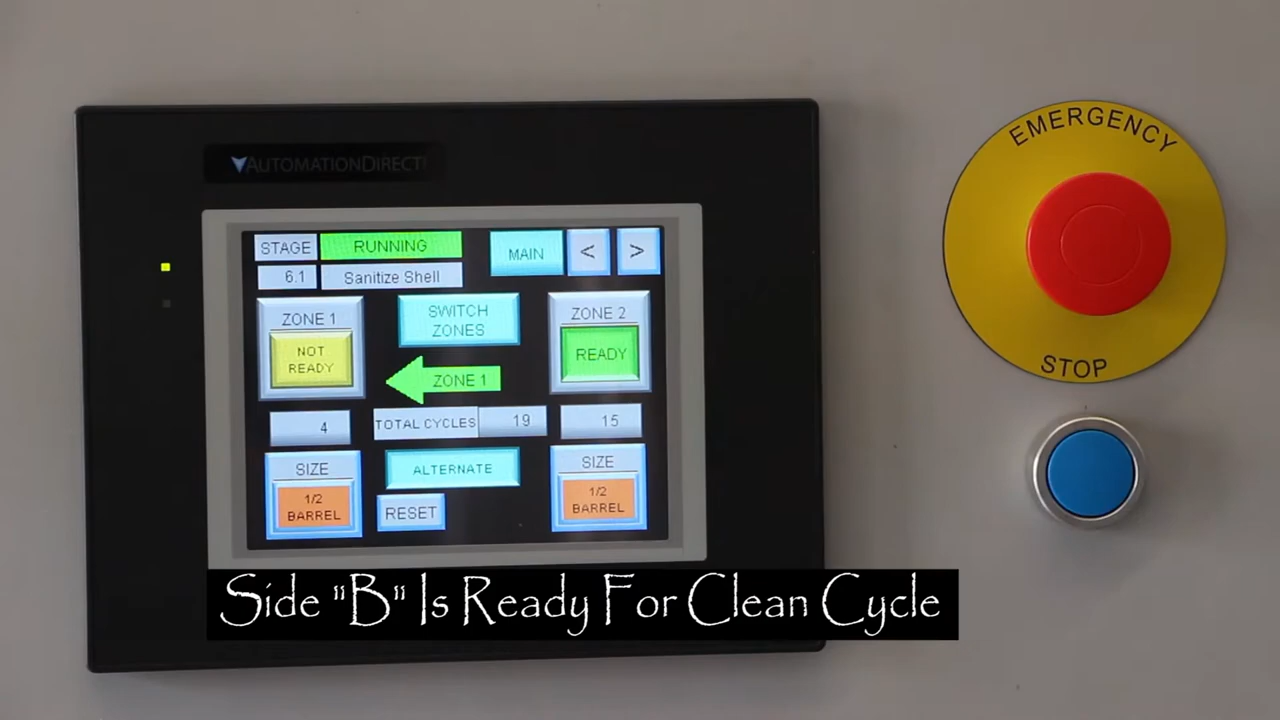 AUTOMATIONDIRECT
STAGE RUNNING MAIN < >
6.1 Sanitize Shell
ZONE 1 SWITCH ZONE 2
ZONES
NOT READY
READY
ZONE 1
4 TOTAL CYCLES 19 15
SIZE ALTERNATE SIZE
1/2 1/2
BARREL RESET BARREL
EMERGENCY
STOP
Side "B" Is Ready For Clean Cycle